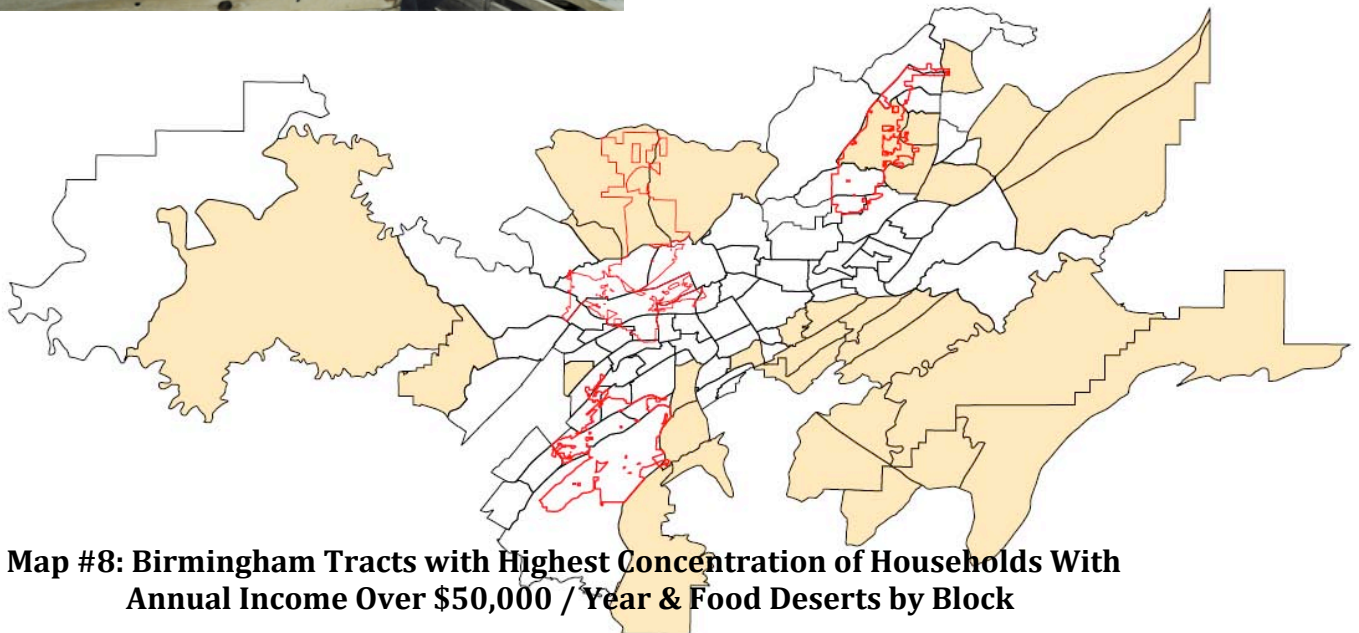 Map #8: Birmingham Tracts with Highest Concentration of Households With
Annual Income Over $50,000 / Year & Food Deserts by Block